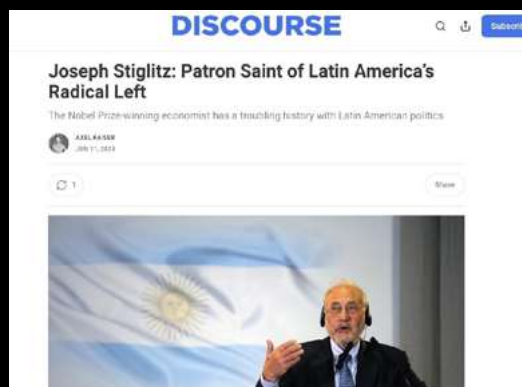 DISCOURSE
Subscri
Joseph Stiglitz: Patron Saint of Latin America's
Radical Left
The Nobel Prize-winning economist has a troubling history with Latin American politics
AXEL KAISER
1
Share